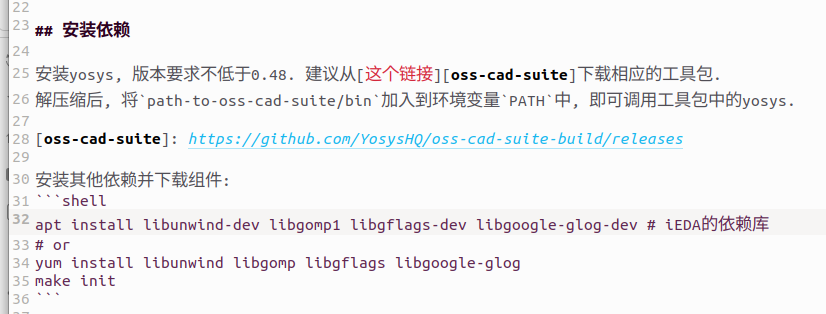 22
23 ## 安装依赖
24
25 安装yosys, 版本要求不低于0.48. 建议从[这个链接][oss-cad-suite]下载相应的工具包.
26 解压缩后, 将`path-to-oss-cad-suite/bin`加入到环境变量`PATH`中, 即可调用工具包中的yosys.
27
28 [oss-cad-suite]: https://github.com/YosysHQ/oss-cad-suite-build/releases
29
30 安装其他依赖并下载组件:
31 ```shell
32 apt install libunwind-dev libgomp1 libgflags-dev libgoogle-glog-dev # iEDA的依赖库
33 # or
34 yum install libunwind libgomp libgflags libgoogle-glog
35 make init
36 ```